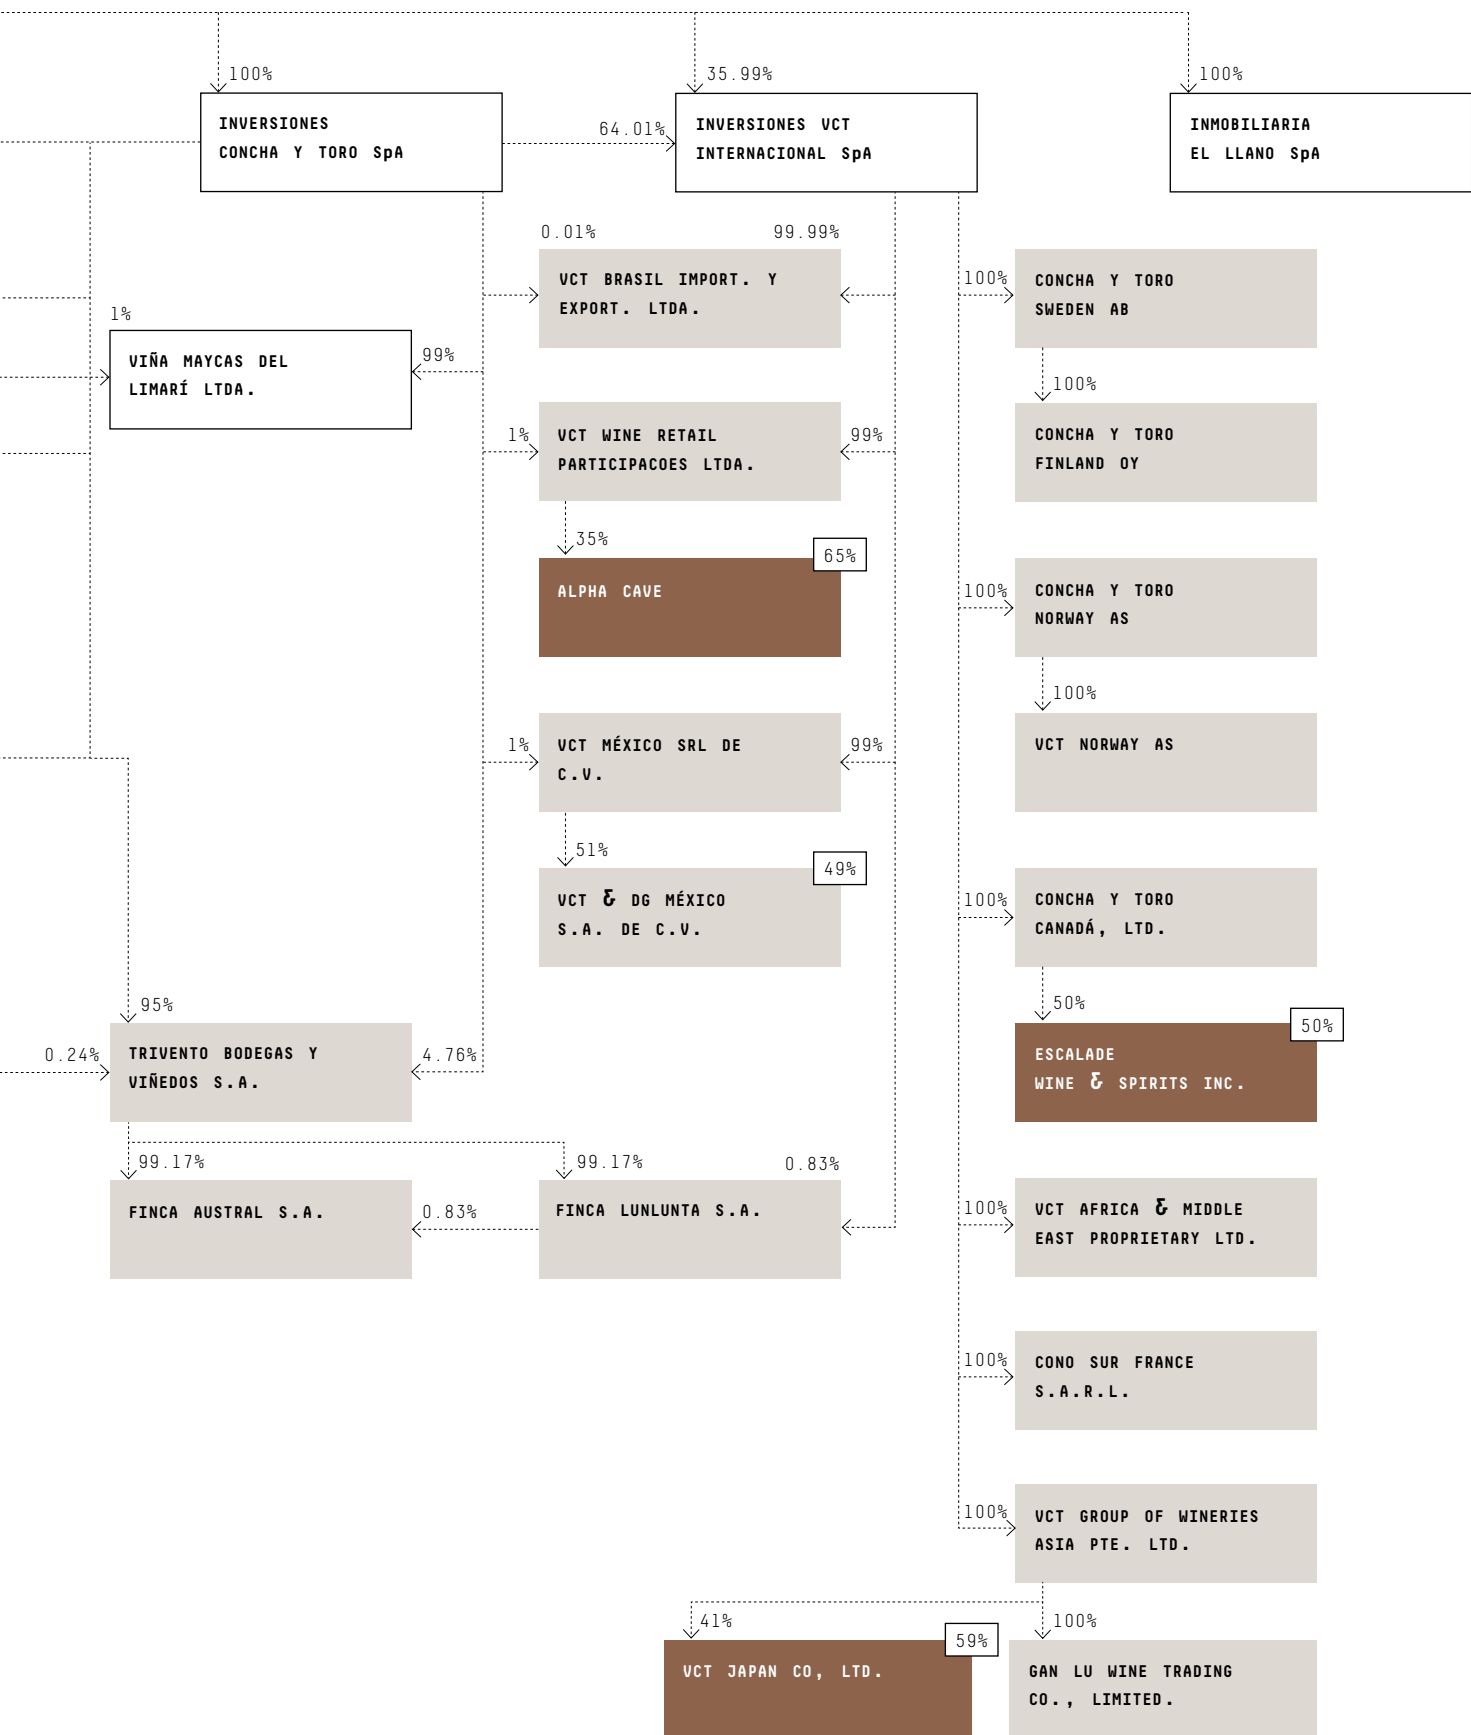 100%
35.99%
100%
INVERSIONES
CONCHA Y TORO SpA
64.01%
INVERSIONES VCT
INTERNACIONAL SpA
INMOBILIARIA
EL LLANO SpA
0.01%
99.99%
VCT BRASIL IMPORT. Y
EXPORT. LTDA.
100%
CONCHA Y TORO
SWEDEN AB
1%
VIÑA MAYCAS DEL
LIMARÍ LTDA.
99%
100%
1%
VCT WINE RETAIL
PARTICIPACOES LTDA.
99%
CONCHA Y TORO
FINLAND OY
35%
65%
ALPHA CAVE
100%
CONCHA Y TORO
NORWAY AS
100%
1%
VCT MÉXICO SRL DE
C.V.
99%
VCT NORWAY AS
51%
49%
VCT & DG MÉXICO
S.A. DE C.V.
100%
CONCHA Y TORO
CANADÁ, LTD.
95%
50%
50%
0.24%
TRIVENTO BODEGAS Y
VIÑEDOS S.A.
4.76%
ESCALADE
WINE & SPIRITS INC.
99.17%
99.17%
0.83%
FINCA AUSTRAL S.A.
0.83%
FINCA LUNLUNTA S.A.
100%
VCT AFRICA & MIDDLE
EAST PROPRIETARY LTD.
100%
CONO SUR FRANCE
S.A.R.L.
100%
VCT GROUP OF WINERIES
ASIA PTE. LTD.
41%
100%
59%
VCT JAPAN CO, LTD.
GAN LU WINE TRADING
CO., LIMITED.